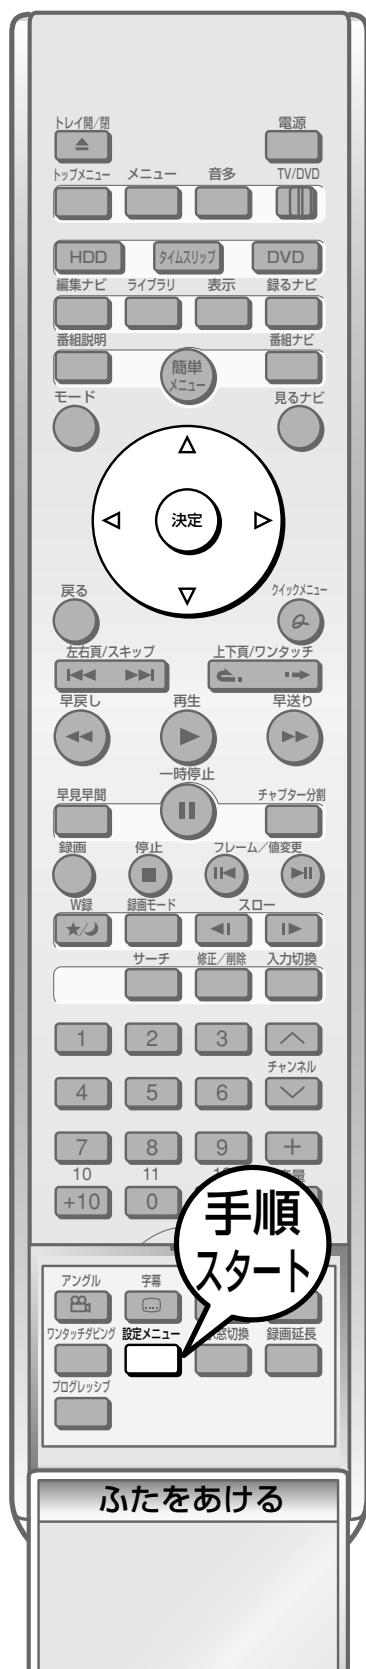 トレイ開/閉 電源
トップメニュー メニュー 音多 TV/DVD
HDD タイムスリップ DVD
編集ナビ ライブラリ 表示 録るナビ
番組説明 番組ナビ
簡単
メニュー
モード 見るナビ
決定
戻る クイックメニュー
左右頁/スキップ 上下頁/ワンタッチ
早戻し 再生 早送り
一時停止
早見早聞 チャプター分割
録画 停止 フレーム/値変更
W録 録画モード スロー
サーチ 修正/削除 入力切換
1 2 3
チャンネル
4 5 6
7 8 9 +
10 11
+10 0
手順
スタート
アングル 字幕
ワンタッチダビング 設定メニュー 録画延長
プログレッシブ
ふたをあける